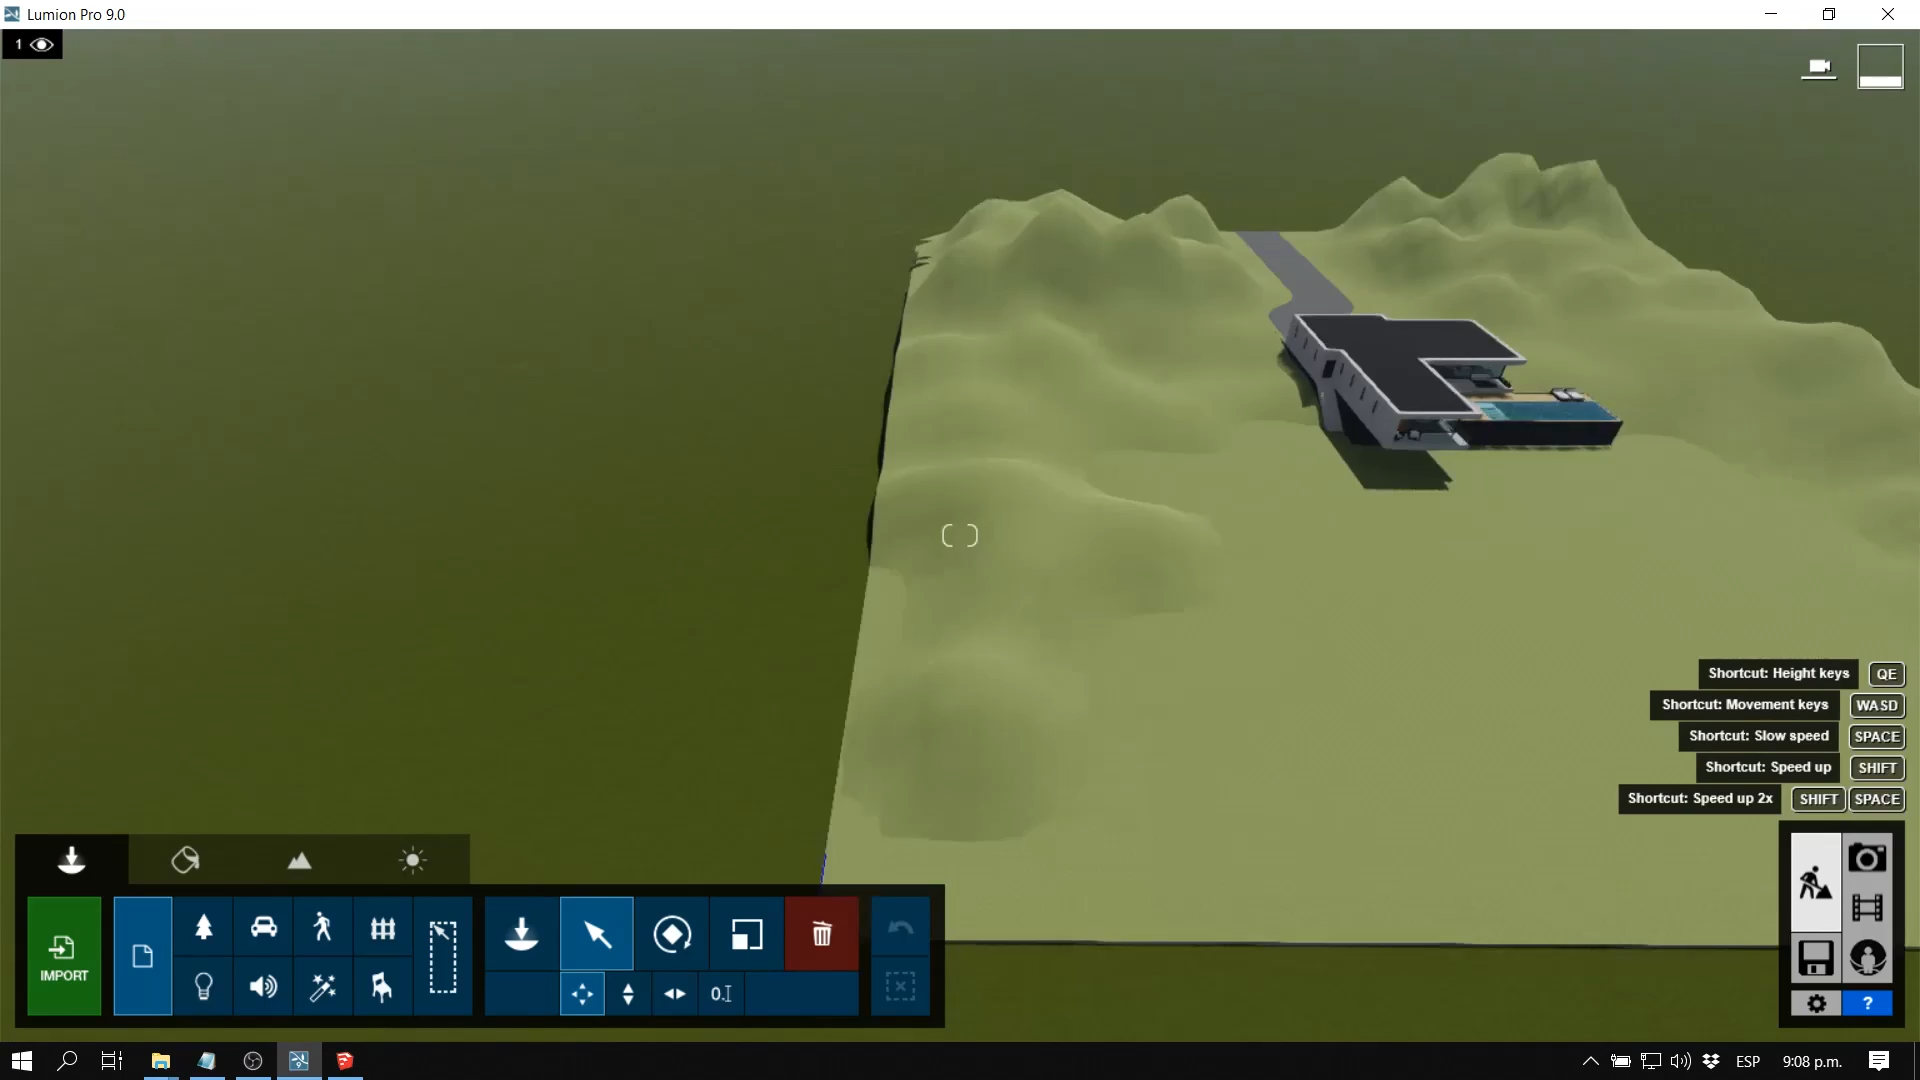 Lumion Pro 9.0
1
Shortcut: Height keys QE
Shortcut: Movement keys WASD
Shortcut: Slow speed SPACE
Shortcut: Speed up SHIFT
Shortcut: Speed up 2x SHIFT SPACE
IMPORT
0.
?
9
ESP 9:08 p.m.